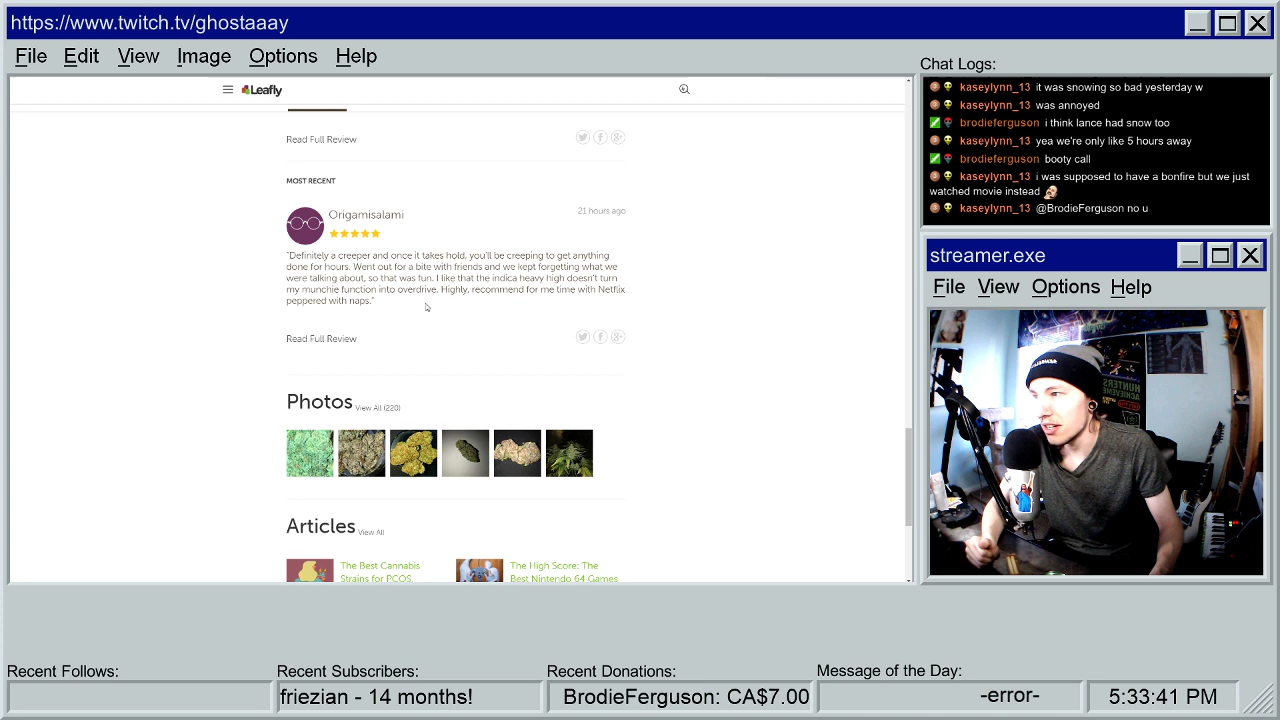 https://www.twitch.tv/ghostaaay
File Edit View Image Options Help
Leafly
Read Full Review
MOST RECENT
Origamisalami
21 hours ago
"Definitely a creeper and once it takes hold, you'll be creeping to get anything
done for hours. Went out for a bite with friends and we kept forgetting what we
were talking about, so that was fun. I like that the indica heavy high doesn't turn
my munchie function into overdrive. Highly, recommend for me time with Netflix
peppered with naps."
Read Full Review
Photos View All (220)
Articles View All
The Best Cannabis
Strains for PCOS,
The High Score: The
Best Nintendo 64 Games
Chat Logs:
kaseylynn_13 it was snowing so bad yesterday w
kaseylynn_13 was annoyed
brodieferguson i think lance had snow too
kaseylynn_13 yea we're only like 5 hours away
brodieferguson booty call
kaseylynn_13 i was supposed to have a bonfire but we just
watched movie instead
kaseylynn_13 @BrodieFerguson no u
streamer.exe
File View Options Help
HUNTERS
ACHIEVEME
Recent Follows:
Recent Subscribers:
friezian - 14 months!
Recent Donations:
BrodieFerguson: CA$7.00
Message of the Day:
-error-
5:33:41 PM